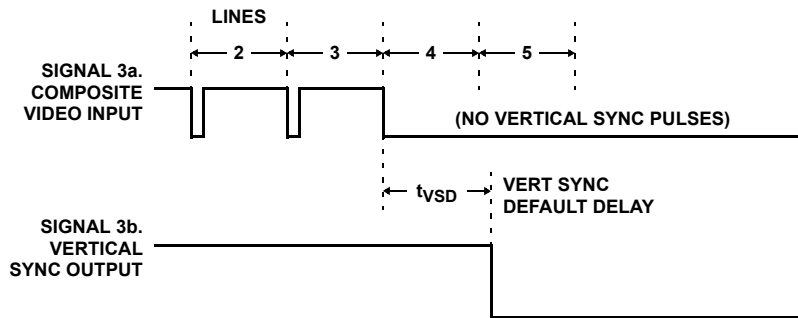 LINES
2 3 4 5
SIGNAL 3a.
COMPOSITE
VIDEO INPUT
(NO VERTICAL SYNC PULSES)
tVSD
VERT SYNC
DEFAULT DELAY
SIGNAL 3b.
VERTICAL
SYNC OUTPUT